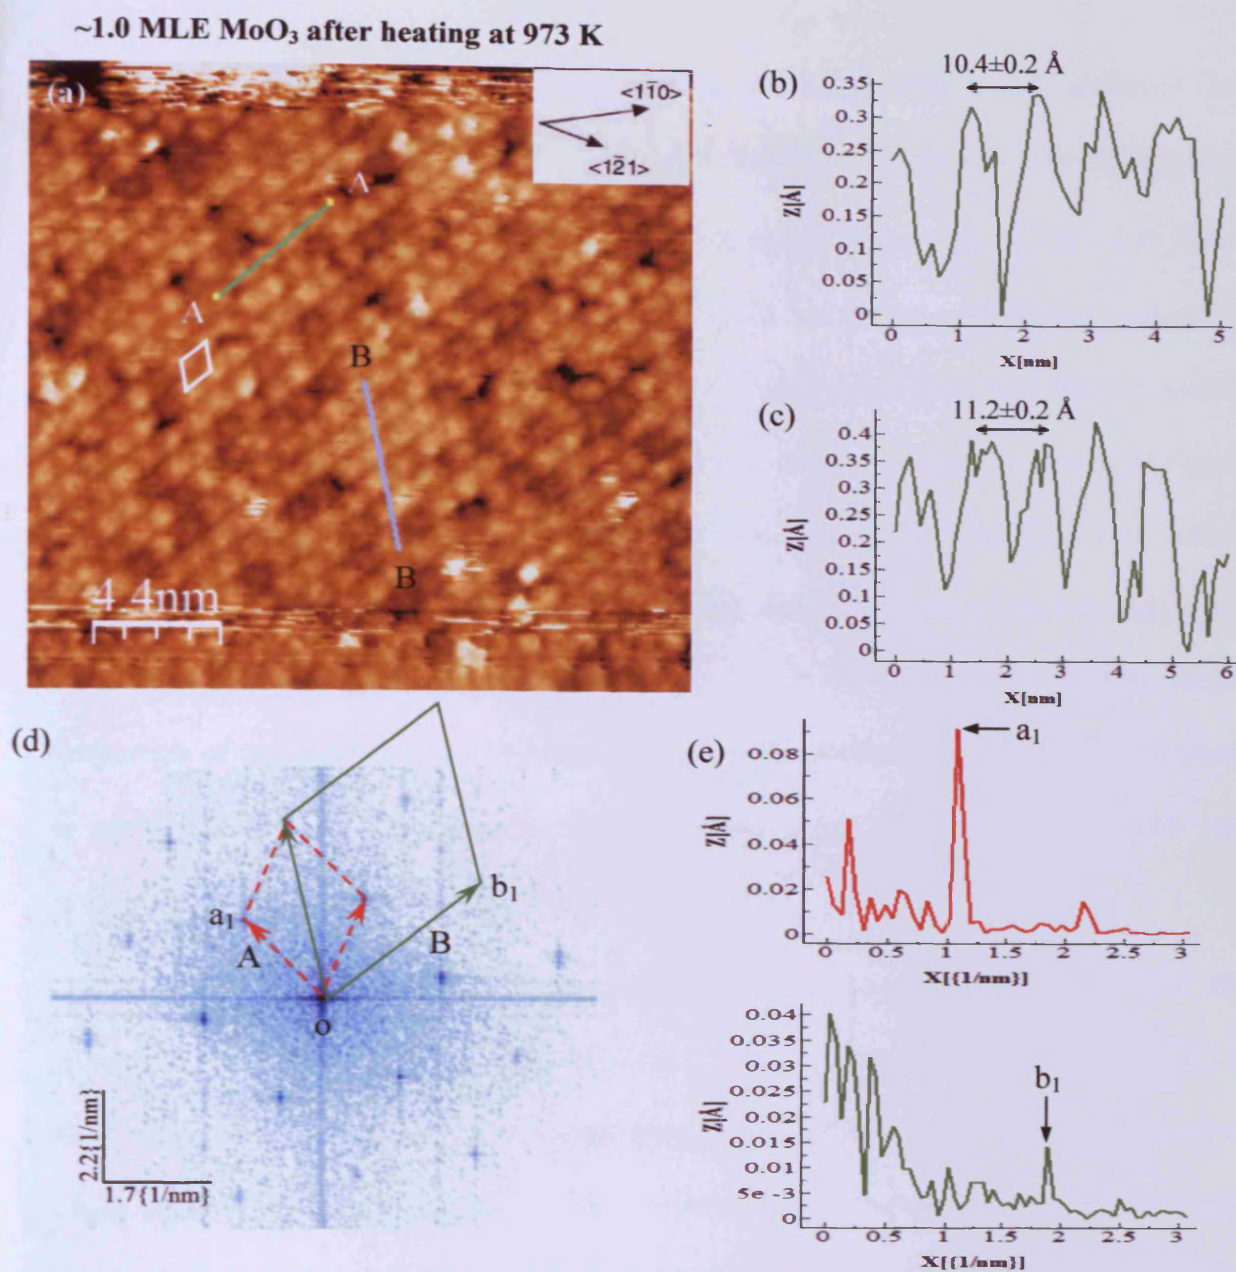 ~1.0 MLE MoO₃ after heating at 973 K
(a)
<11̅0>
<12̅1>
A
A
B
B
4.4nm
(b)
10.4±0.2 Å
0.35
0.3
0.25
0.2
0.15
0.1
0.05
0
Z[Å]
0 1 2 3 4 5
X[nm]
(c)
11.2±0.2 Å
0.4
0.35
0.3
0.25
0.2
0.15
0.1
0.05
0
Z[Å]
0 1 2 3 4 5 6
X[nm]
(d)
a₁
b₁
A
B
o
2.2{1/nm}
1.7{1/nm}
(e)
a₁
0.08
0.06
0.04
0.02
0
Z[Å]
0 0.5 1 1.5 2 2.5 3
X[{1/nm}]
b₁
0.04
0.035
0.03
0.025
0.02
0.015
0.01
5e -3
0
Z[Å]
0 0.5 1 1.5 2 2.5 3
X[{1/nm}]